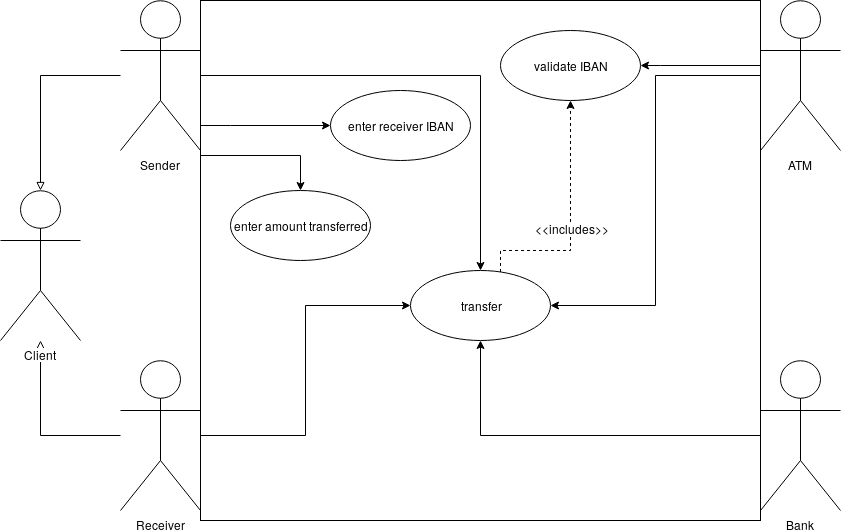 validate IBAN
enter receiver IBAN
Sender
ATM
enter amount transferred
<<includes>>
transfer
Client
Receiver
Bank